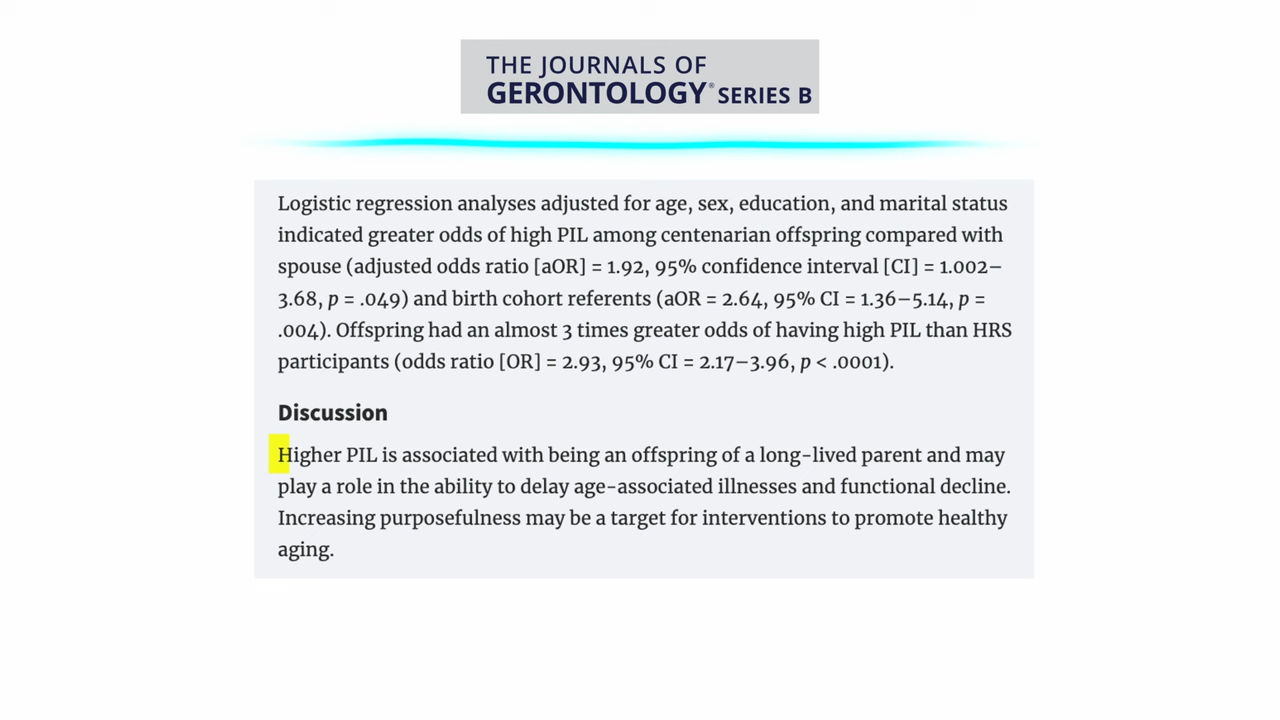 THE JOURNALS OF
GERONTOLOGY® SERIES B
Logistic regression analyses adjusted for age, sex, education, and marital status
indicated greater odds of high PIL among centenarian offspring compared with
spouse (adjusted odds ratio [aOR] = 1.92, 95% confidence interval [CI] = 1.002–
3.68, p = .049) and birth cohort referents (aOR = 2.64, 95% CI = 1.36–5.14, p =
.004). Offspring had an almost 3 times greater odds of having high PIL than HRS
participants (odds ratio [OR] = 2.93, 95% CI = 2.17–3.96, p < .0001).
Discussion
Higher PIL is associated with being an offspring of a long-lived parent and may
play a role in the ability to delay age-associated illnesses and functional decline.
Increasing purposefulness may be a target for interventions to promote healthy
aging.